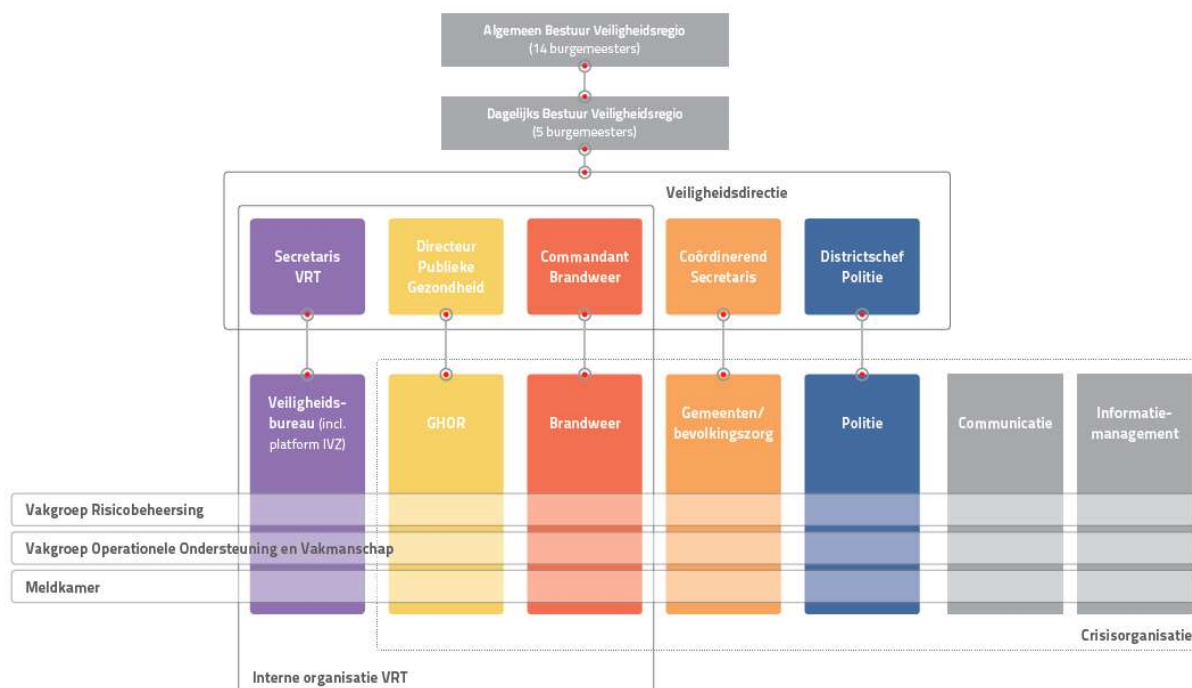 Algemeen Bestuur Veiligheidsregio
(14 burgemeesters)
Dagelijks Bestuur Veiligheidsregio
(5 burgemeesters)
Veiligheidsdirectie
Secretaris
VRT
Directeur
Publieke
Gezondheid
Commandant
Brandweer
Coördinerend
Secretaris
Districtschef
Politie
Veiligheids-
bureau (incl.
platform IVZ)
GHOR
Brandweer
Gemeenten/
bevolkingszorg
Politie
Communicatie
Informatie-
management
Vakgroep Risicobeheersing
Vakgroep Operationele Ondersteuning en Vakmanschap
Meldkamer
Crisisorganisatie
Interne organisatie VRT